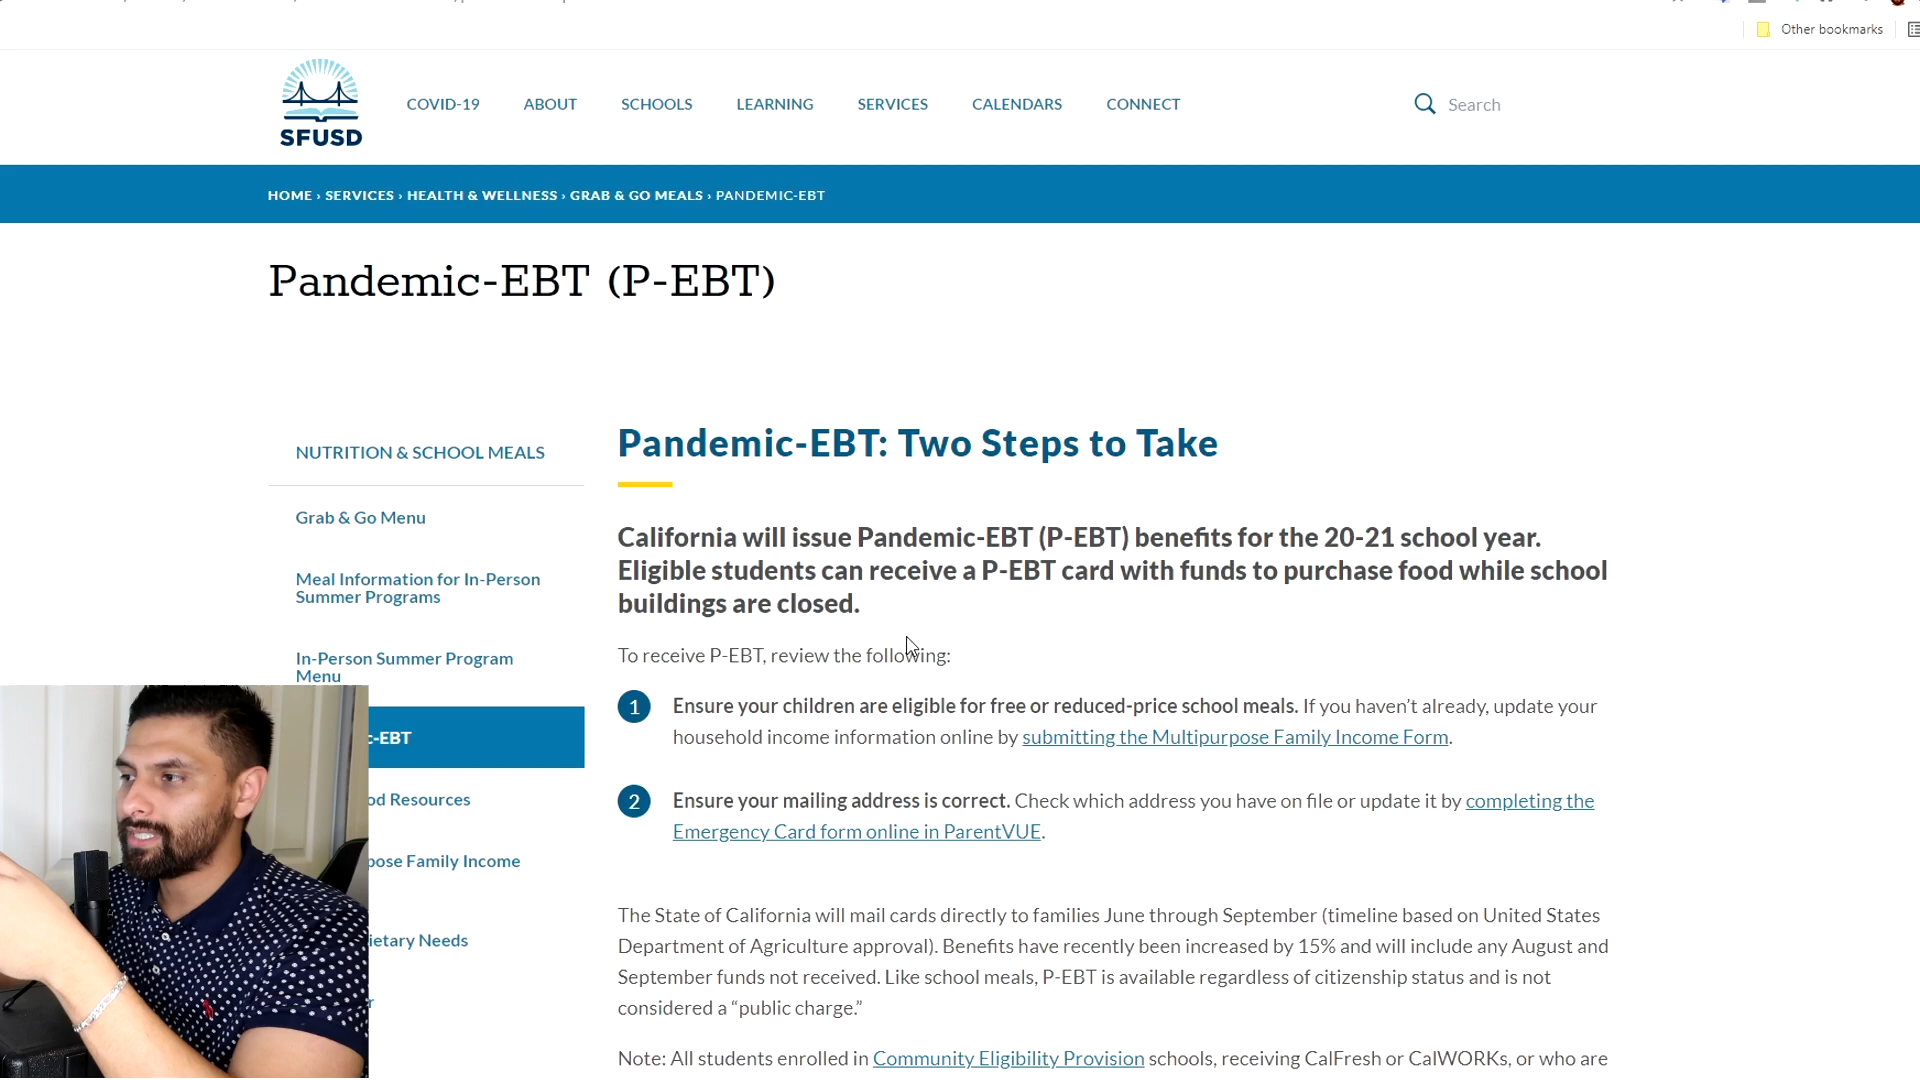 Other bookmarks
SFUSD
COVID-19 ABOUT SCHOOLS LEARNING SERVICES CALENDARS CONNECT
Search
HOME › SERVICES › HEALTH & WELLNESS › GRAB & GO MEALS › PANDEMIC-EBT
Pandemic-EBT (P-EBT)
NUTRITION & SCHOOL MEALS
Grab & Go Menu
Meal Information for In-Person
Summer Programs
In-Person Summer Program
Menu
c-EBT
od Resources
pose Family Income
ietary Needs
r
Pandemic-EBT: Two Steps to Take
California will issue Pandemic-EBT (P-EBT) benefits for the 20-21 school year.
Eligible students can receive a P-EBT card with funds to purchase food while school
buildings are closed.
To receive P-EBT, review the following:
1 Ensure your children are eligible for free or reduced-price school meals. If you haven’t already, update your
household income information online by submitting the Multipurpose Family Income Form.
2 Ensure your mailing address is correct. Check which address you have on file or update it by completing the
Emergency Card form online in ParentVUE.
The State of California will mail cards directly to families June through September (timeline based on United States
Department of Agriculture approval). Benefits have recently been increased by 15% and will include any August and
September funds not received. Like school meals, P-EBT is available regardless of citizenship status and is not
considered a “public charge.”
Note: All students enrolled in Community Eligibility Provision schools, receiving CalFresh or CalWORKs, or who are